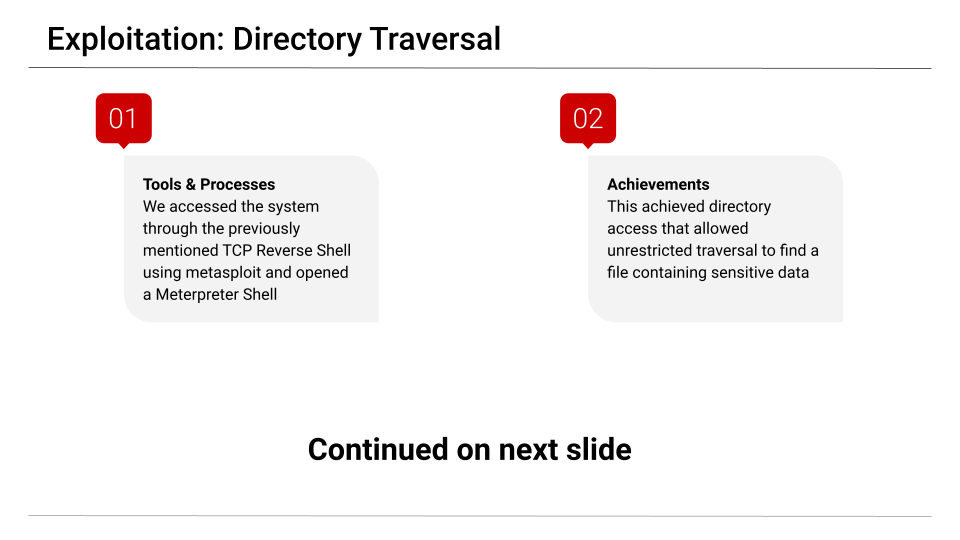 Exploitation: Directory Traversal
01
Tools & Processes
We accessed the system
through the previously
mentioned TCP Reverse Shell
using metasploit and opened
a Meterpreter Shell
02
Achievements
This achieved directory
access that allowed
unrestricted traversal to find a
file containing sensitive data
Continued on next slide